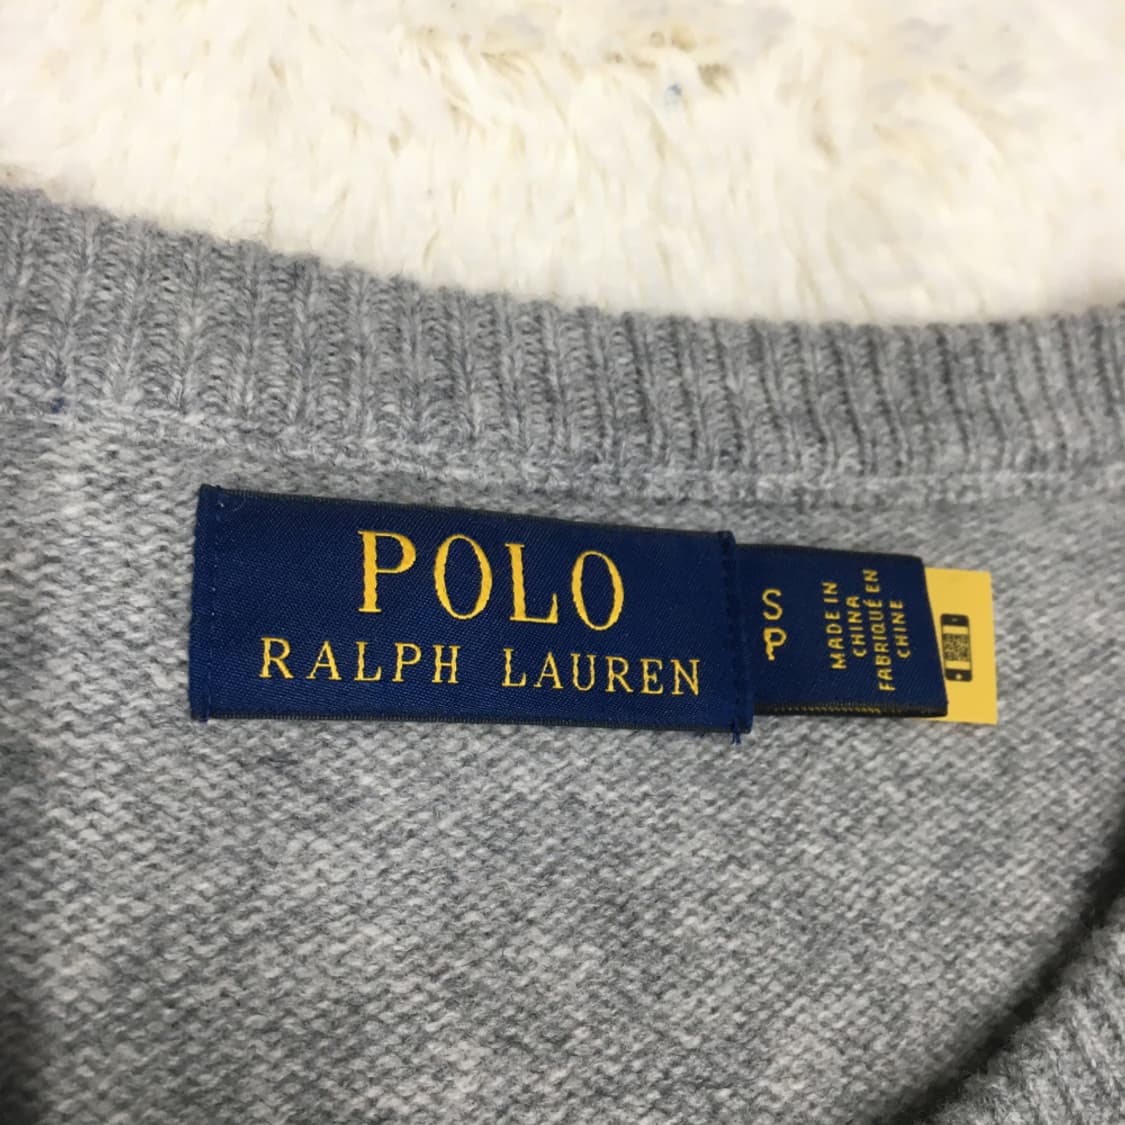 POLO
RALPH LAUREN
S
P
MADE IN
CHINA
FABRIQUÉ EN
CHINE